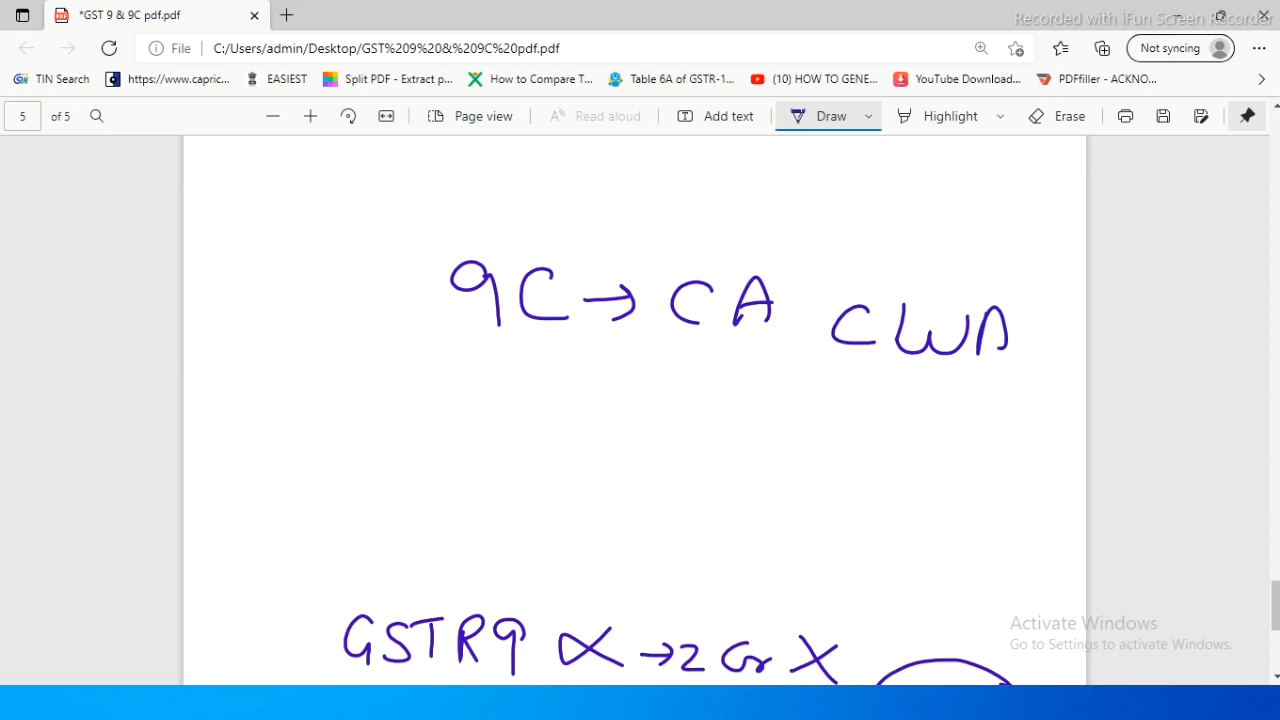 *GST 9 & 9C pdf.pdf
Recorded with iFun Screen Recorder
File C:/Users/admin/Desktop/GST%209%20&%209C%20pdf.pdf Not syncing
TIN Search https://www.capric... EASIEST Split PDF - Extract p... How to Compare T... Table 6A of GSTR-1... (10) HOW TO GENE... YouTube Download... PDFfiller - ACKNO...
5 of 5 Page view Read aloud Add text Draw Highlight Erase
9C → CA CWA
GSTR9 → 2 Cr X
Activate Windows
Go to Settings to activate Windows.